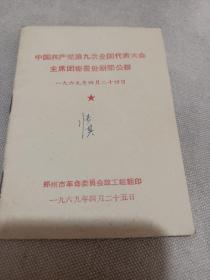 中国共产党第九次全国代表大会
主席团秘书处新闻公报
一九六九年四月二十四日
郑州市革命委员会政工组翻印
一九六九年四月二十五日